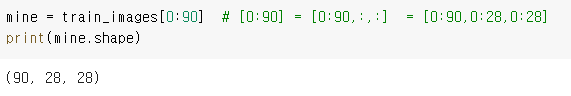 mine = train_images[0:90]  # [0:90] = [0:90,:,:]  = [0:90,0:28,0:28]
print(mine.shape)
(90, 28, 28)